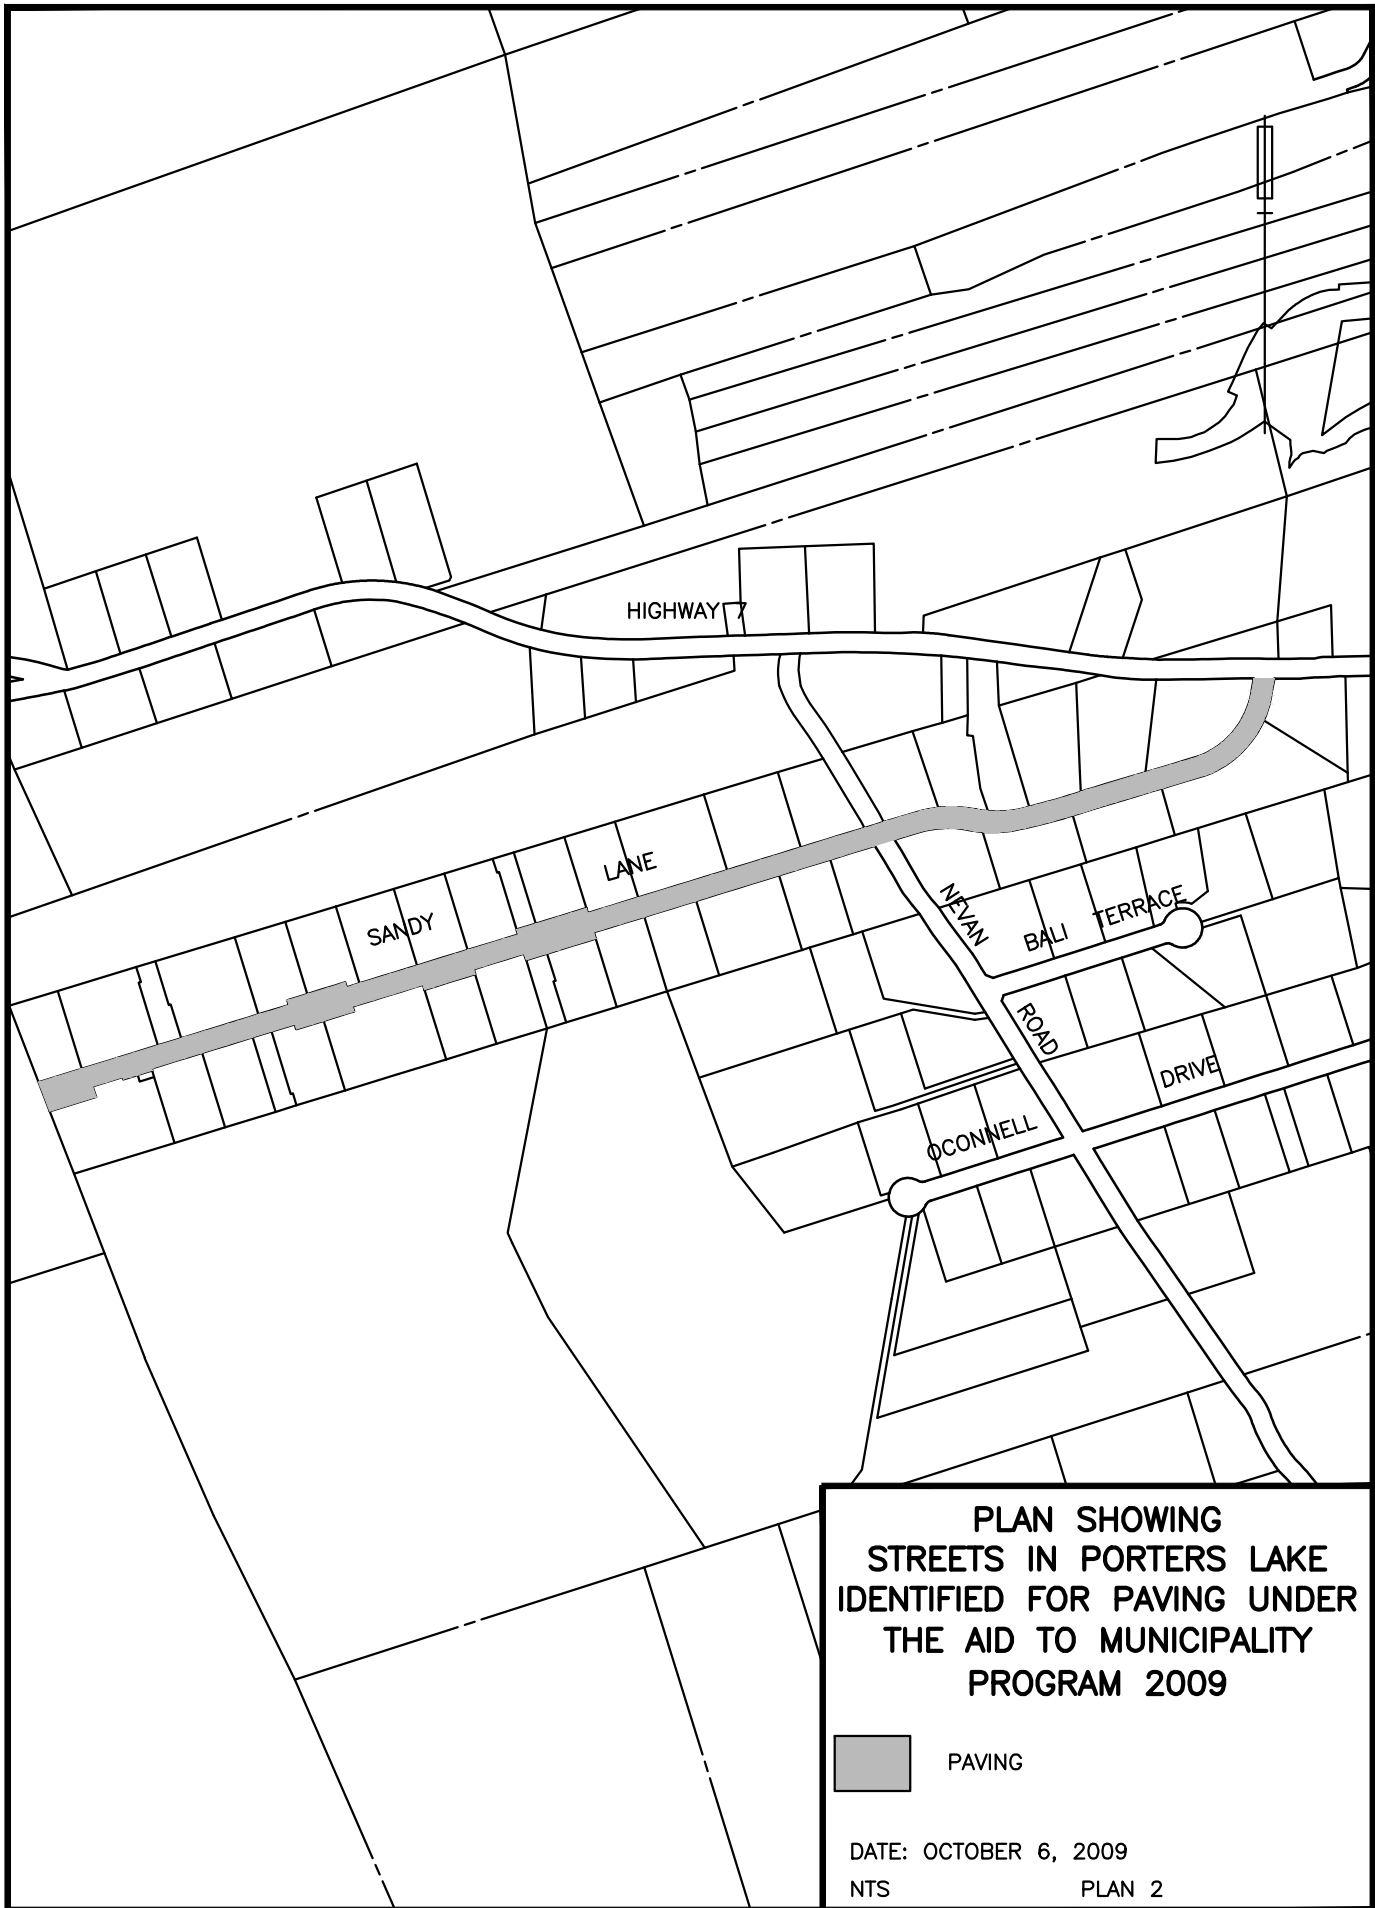 HIGHWAY 7
SANDY LANE
NEVAN ROAD
BALI TERRACE
OCONNELL DRIVE
PLAN SHOWING
STREETS IN PORTERS LAKE
IDENTIFIED FOR PAVING UNDER
THE AID TO MUNICIPALITY
PROGRAM 2009
PAVING
DATE: OCTOBER 6, 2009
NTS PLAN 2